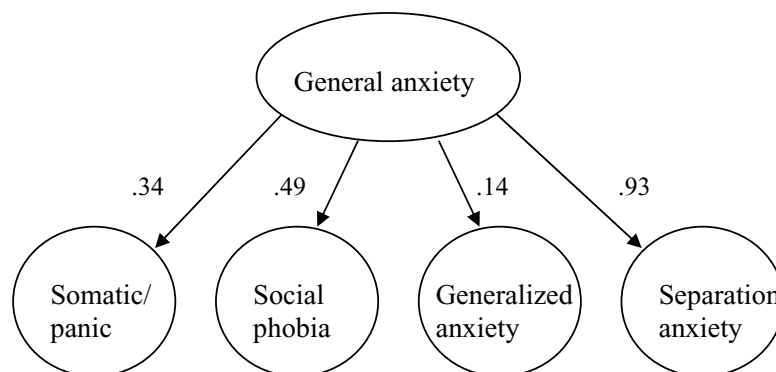 General anxiety
.34
.49
.14
.93
Somatic/
panic
Social
phobia
Generalized
anxiety
Separation
anxiety